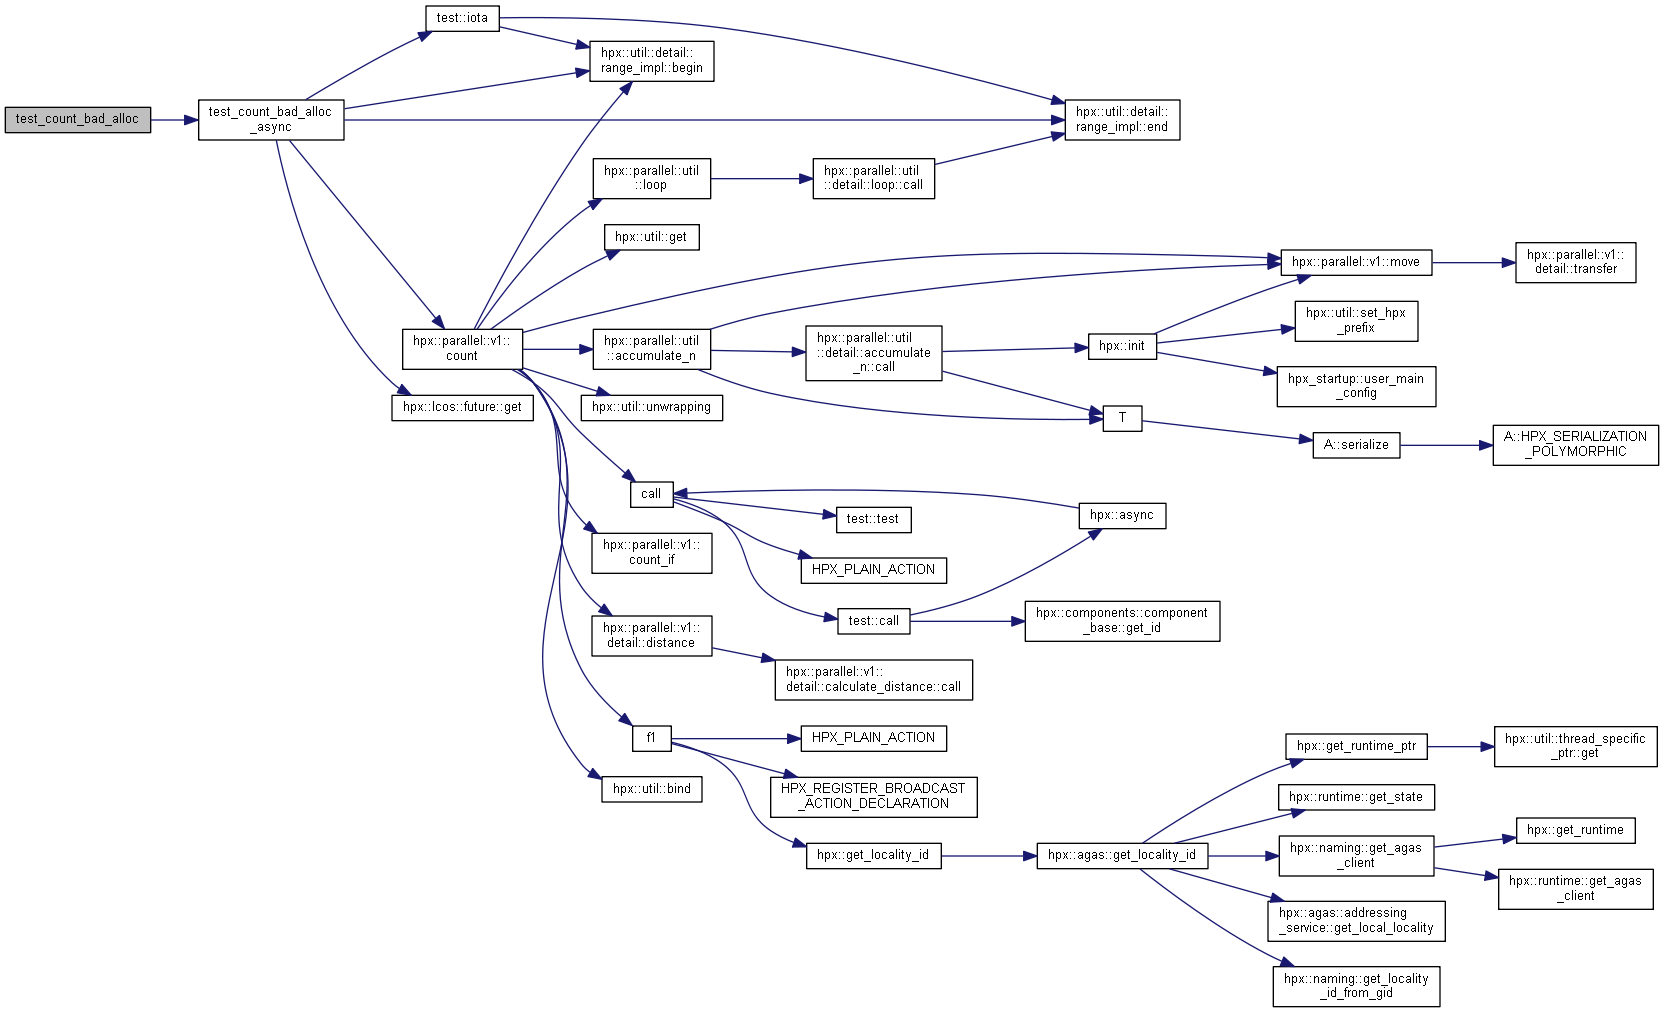 test::iota
hpx::util::detail::
range_impl::begin
test_count_bad_alloc
test_count_bad_alloc
_async
hpx::util::detail::
range_impl::end
hpx::parallel::util
::loop
hpx::parallel::util
::detail::loop::call
hpx::util::get
hpx::parallel::v1::move
hpx::parallel::v1::
detail::transfer
hpx::parallel::v1::
count
hpx::parallel::util
::accumulate_n
hpx::parallel::util
::detail::accumulate
_n::call
hpx::init
hpx::util::set_hpx
_prefix
hpx_startup::user_main
_config
hpx::lcos::future::get
hpx::util::unwrapping
T
A::serialize
A::HPX_SERIALIZATION
_POLYMORPHIC
call
test::test
hpx::async
hpx::parallel::v1::
count_if
HPX_PLAIN_ACTION
test::call
hpx::components::component
_base::get_id
hpx::parallel::v1::
detail::distance
hpx::parallel::v1::
detail::calculate_distance::call
f1
HPX_PLAIN_ACTION
hpx::get_runtime_ptr
hpx::util::thread_specific
_ptr::get
hpx::util::bind
HPX_REGISTER_BROADCAST
_ACTION_DECLARATION
hpx::runtime::get_state
hpx::get_locality_id
hpx::agas::get_locality_id
hpx::naming::get_agas
_client
hpx::get_runtime
hpx::runtime::get_agas
_client
hpx::agas::addressing
_service::get_local_locality
hpx::naming::get_locality
_id_from_gid